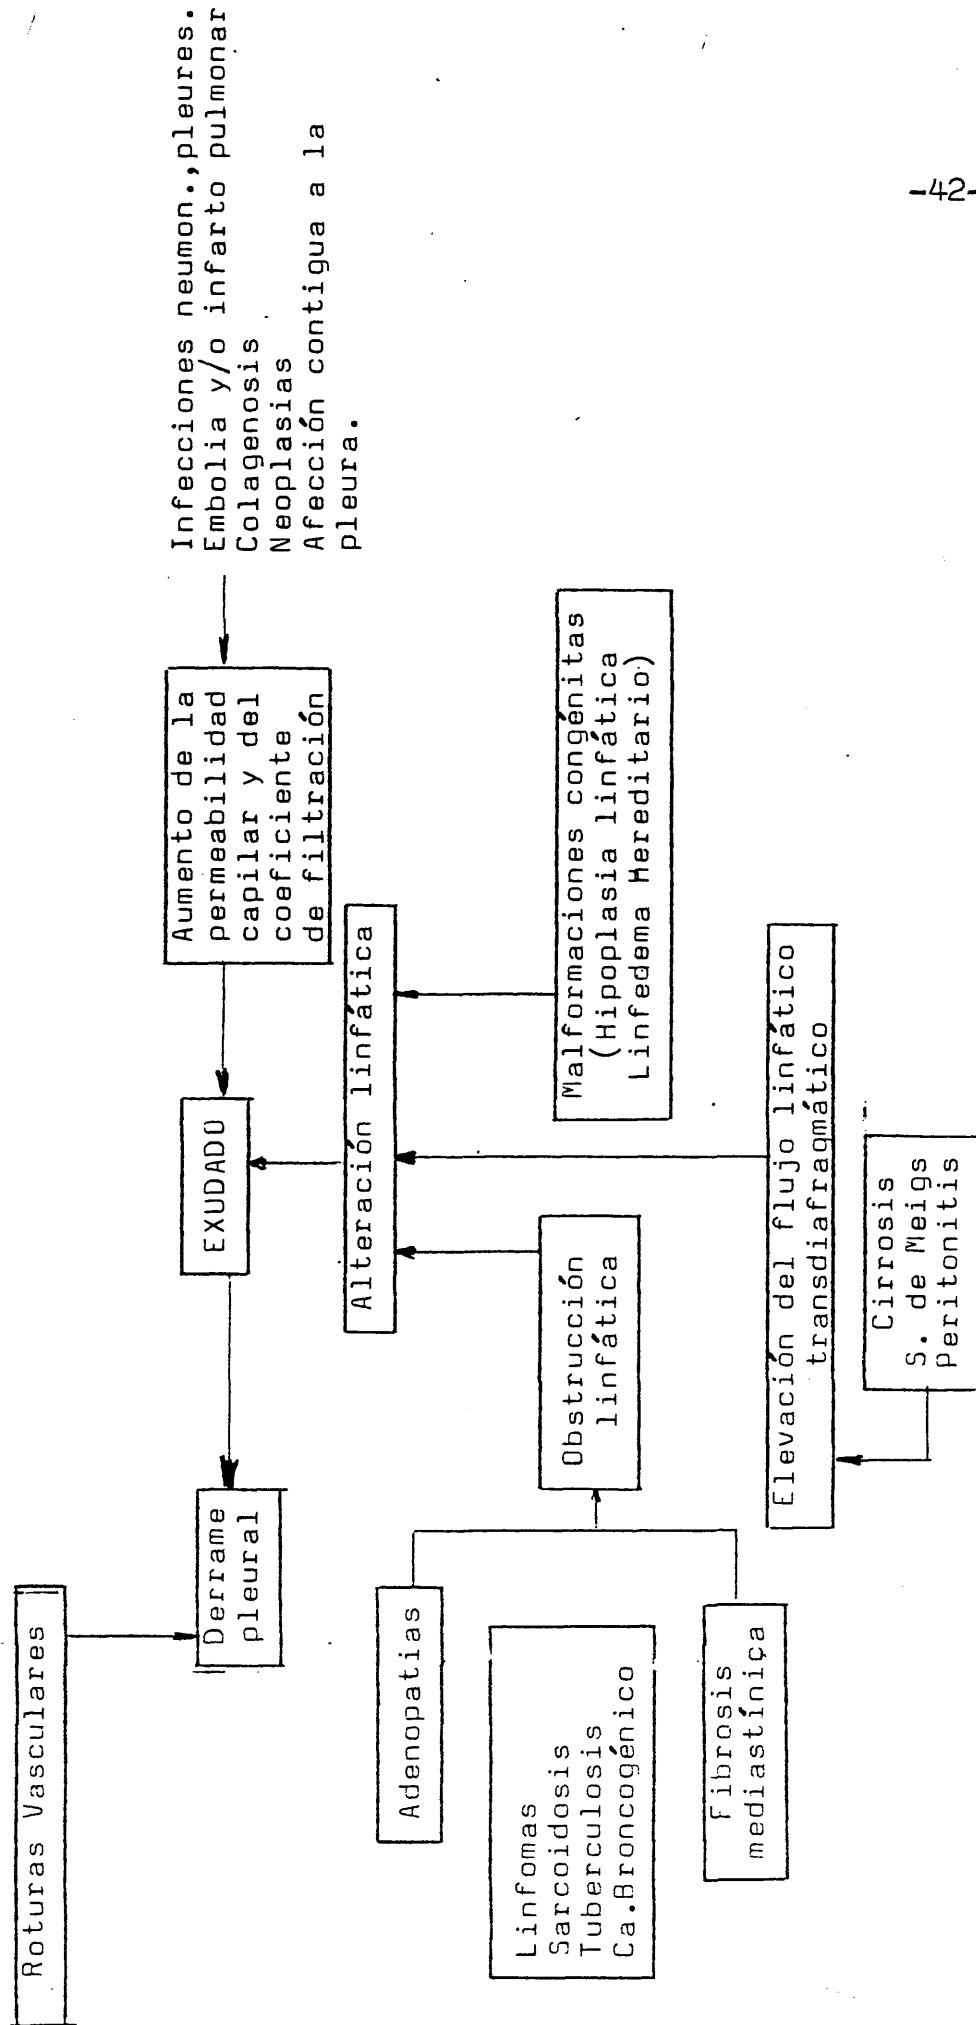 Roturas Vasculares
Derrame
pleural
EXUDADO
Aumento de la
permeabilidad
capilar y del
coeficiente
de filtración
Infecciones neumon.,pleures.
Embolia y/o infarto pulmonar
Colagenosis
Neoplasias
Afección contigua a la
pleura.
Alteración linfática
Adenopatias
Linfomas
Sarcoidosis
Tuberculosis
Ca.Broncogénico
Fibrosis
mediastíniça
Obstrucción
linfática
Malformaciones congénitas
(Hipoplasia linfática
Linfedema Hereditario)
Elevación del flujo linfático
transdiafragmático
Cirrosis
S. de Meigs
Peritonitis
-42-